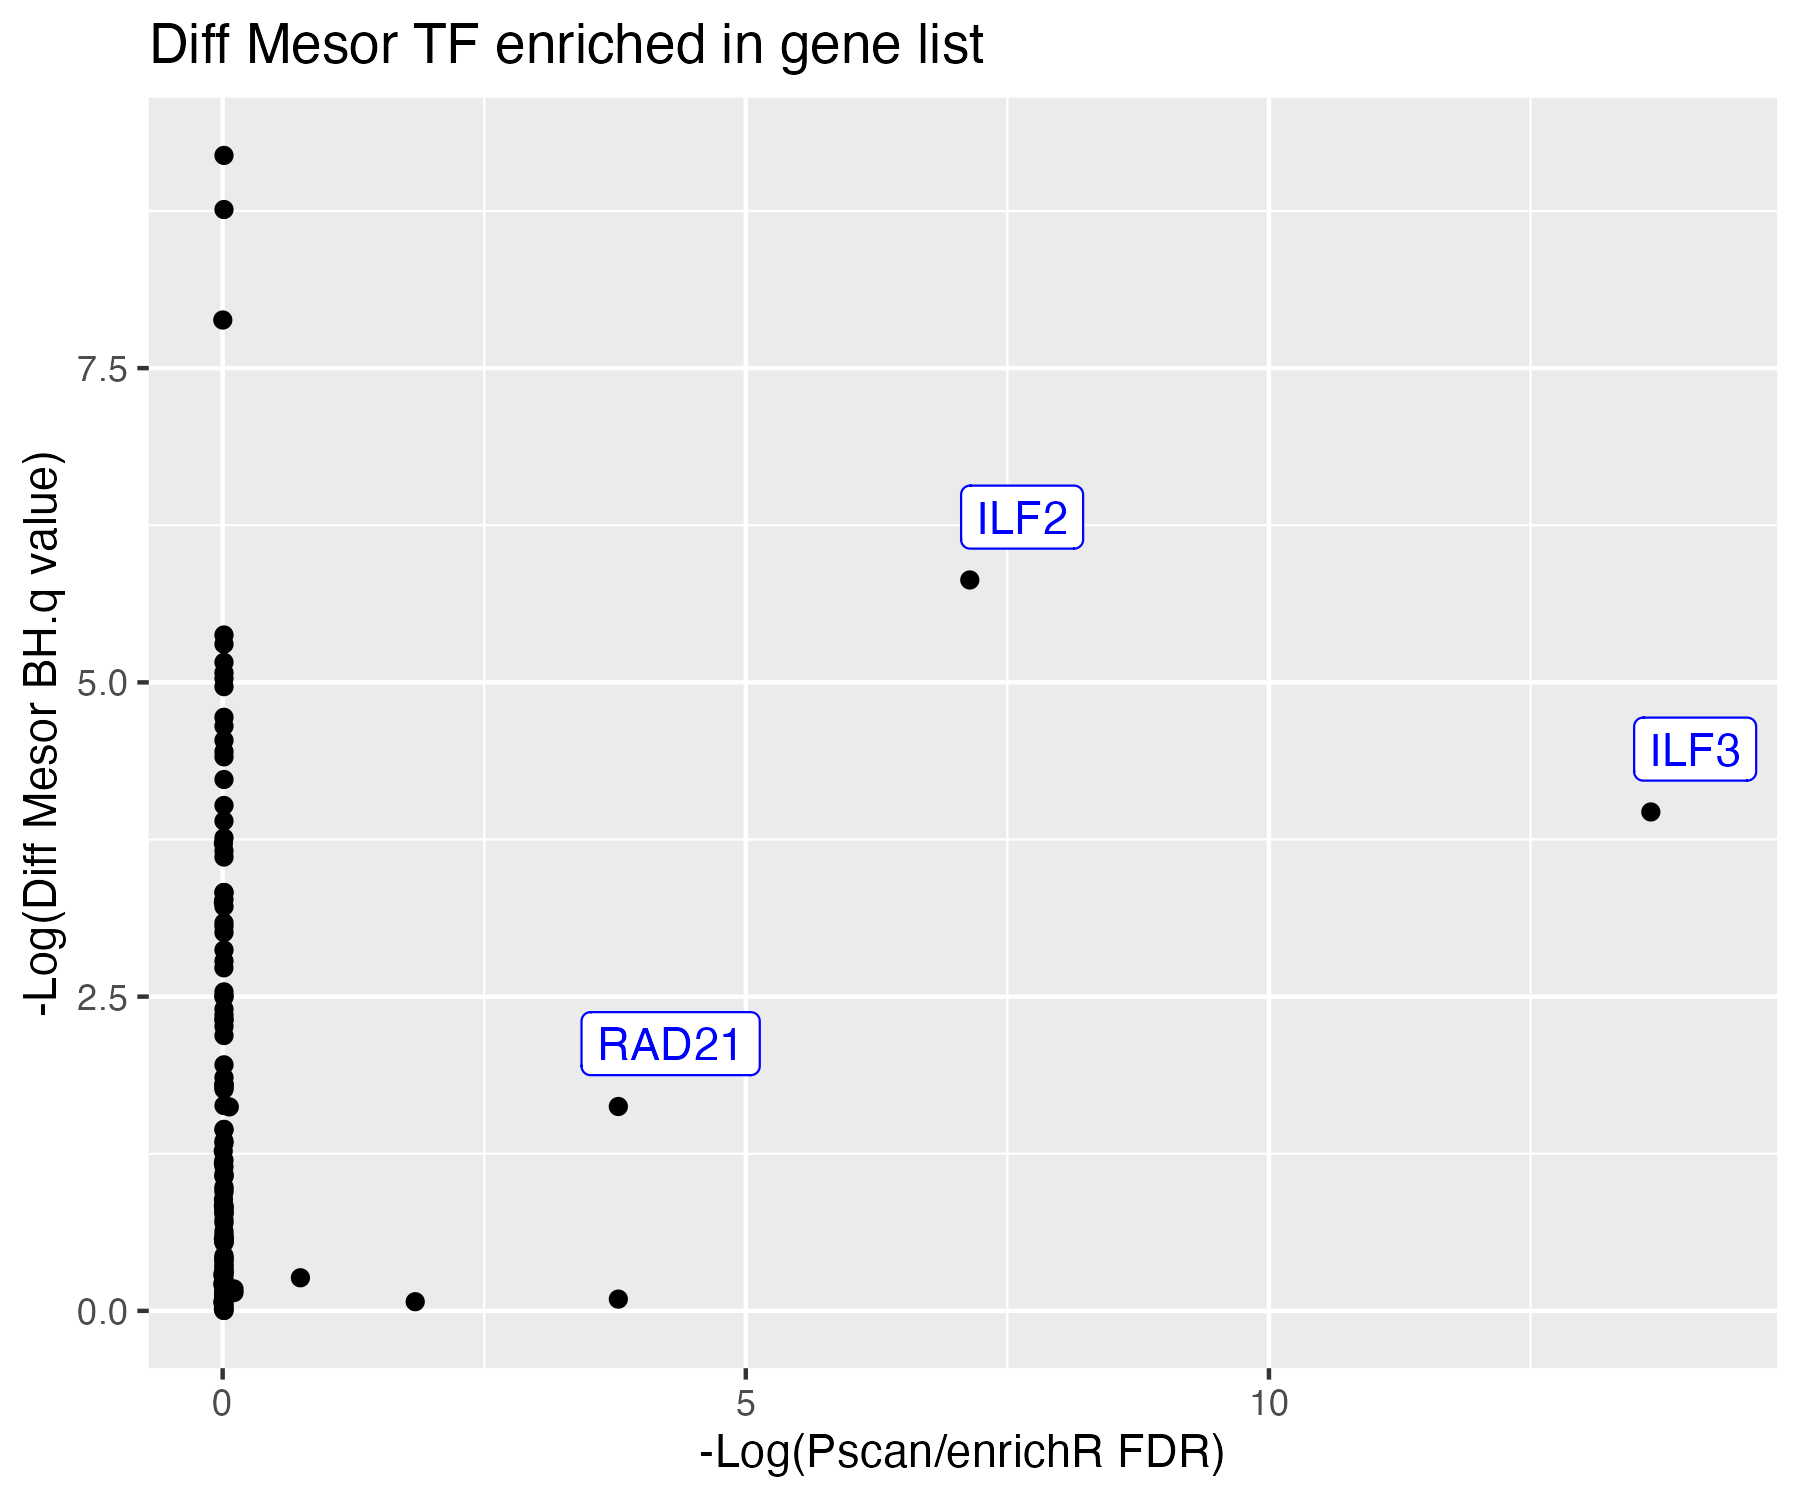 Diff Mesor TF enriched in gene list
-Log(Diff Mesor BH.q value)
7.5
5.0
2.5
0.0
ILF2
ILF3
RAD21
0
5
10
-Log(Pscan/enrichR FDR)